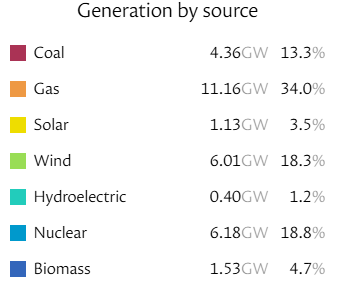 Generation by source
Coal 4.36GW 13.3%
Gas 11.16GW 34.0%
Solar 1.13GW 3.5%
Wind 6.01GW 18.3%
Hydroelectric 0.40GW 1.2%
Nuclear 6.18GW 18.8%
Biomass 1.53GW 4.7%